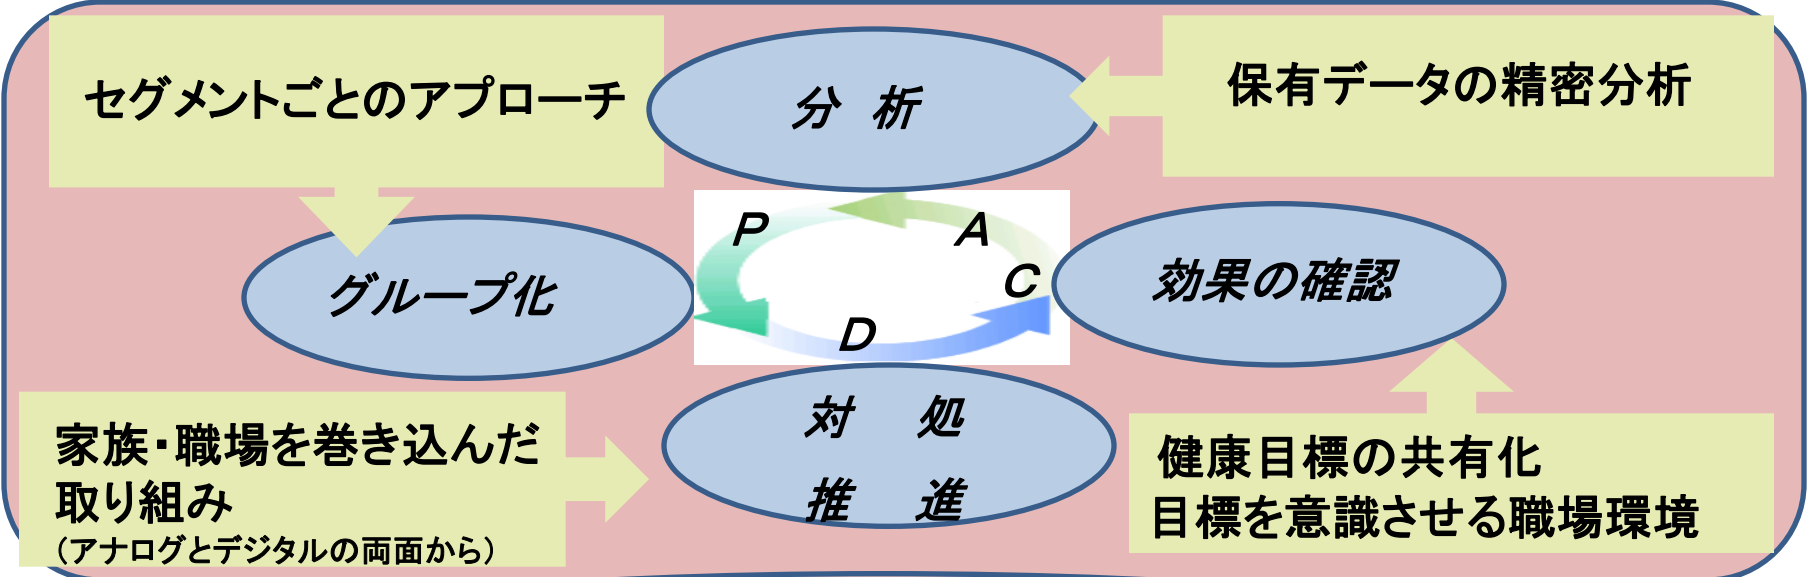 セグメントごとのアプローチ
分 析
保有データの精密分析
P
A
C
D
グループ化
効果の確認
対 処
推 進
家族・職場を巻き込んだ
取り組み
(アナログとデジタルの両面から)
健康目標の共有化
目標を意識させる職場環境